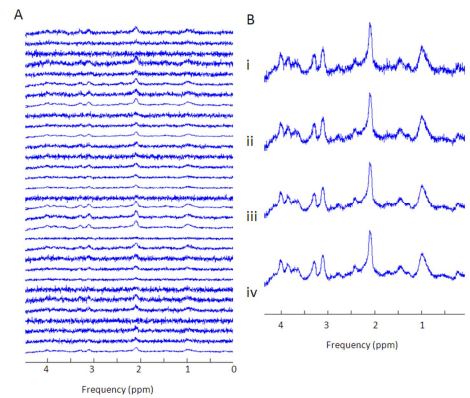 A
B
i
ii
iii
iv
4 3 2 1 0
4 3 2 1
Frequency (ppm)
Frequency (ppm)